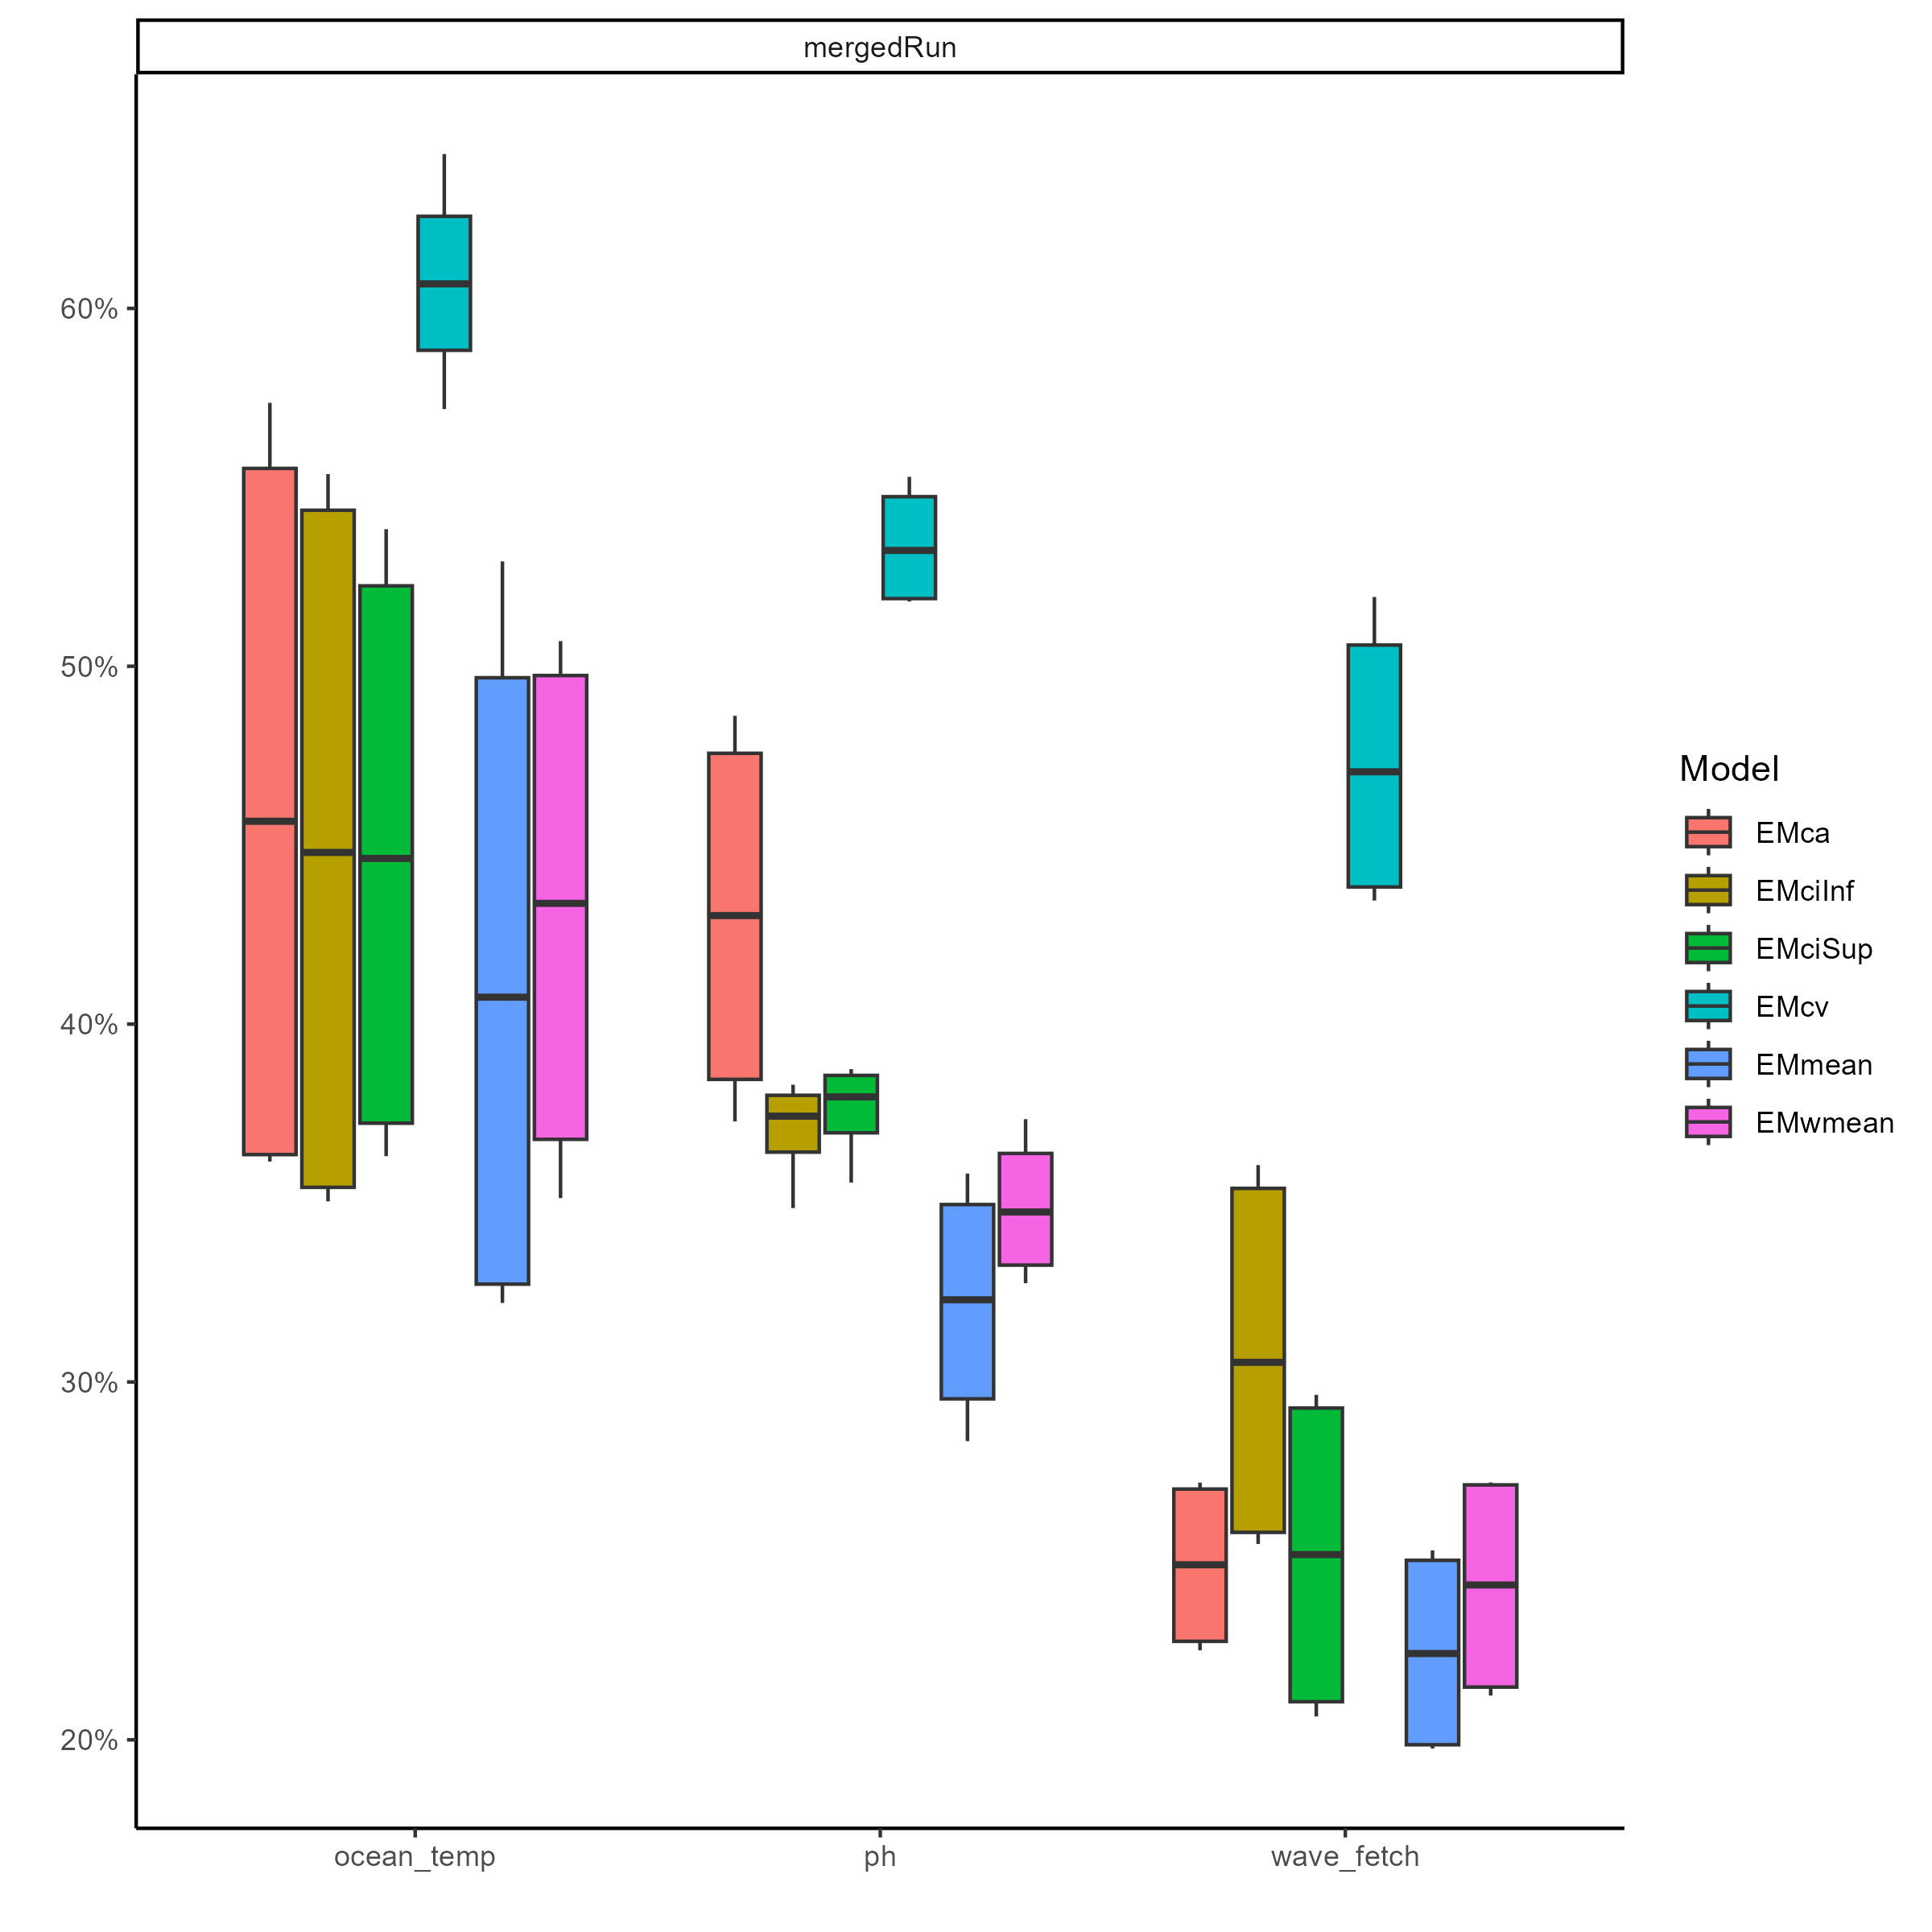 mergedRun
60%
50%
40%
30%
20%
ocean_temp
ph
wave_fetch
Model
EMca
EMciInf
EMciSup
EMcv
EMmean
EMwmean